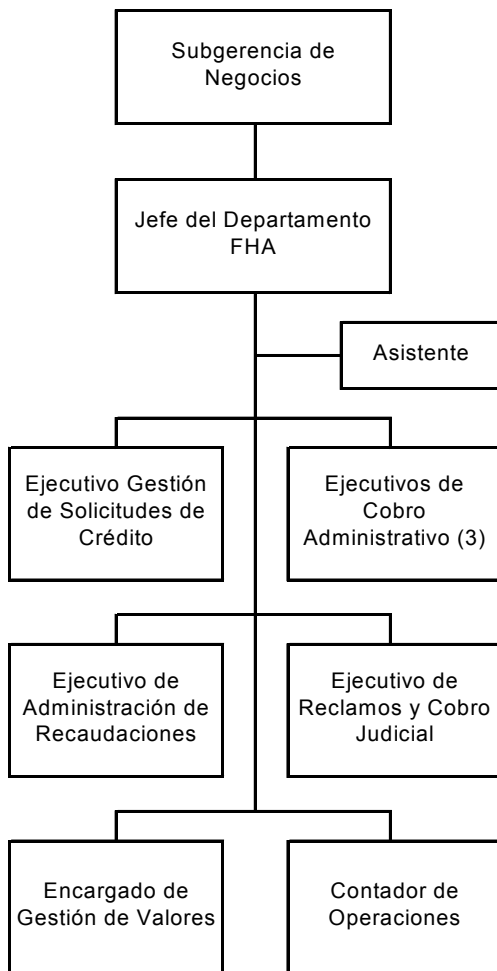 Subgerencia de
Negocios
Jefe del Departamento
FHA
Asistente
Ejecutivo Gestión
de Solicitudes de
Crédito
Ejecutivos de
Cobro
Administrativo (3)
Ejecutivo de
Administración de
Recaudaciones
Ejecutivo de
Reclamos y Cobro
Judicial
Encargado de
Gestión de Valores
Contador de
Operaciones